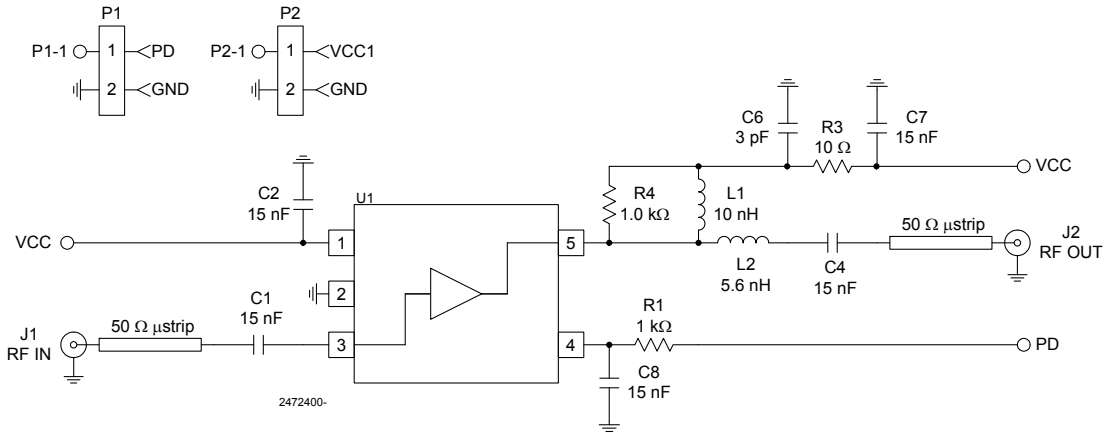 P1
P2
P1-1
1
PD
2
GND
P2-1
1
VCC1
2
GND
C6
3 pF
R3
10 Ω
C7
15 nF
VCC
C2
15 nF
U1
R4
1.0 kΩ
L1
10 nH
VCC
1
5
50 Ω µstrip
J2
RF OUT
L2
5.6 nH
C4
15 nF
2
C1
15 nF
R1
1 kΩ
J1
RF IN
50 Ω µstrip
3
4
PD
C8
15 nF
2472400-